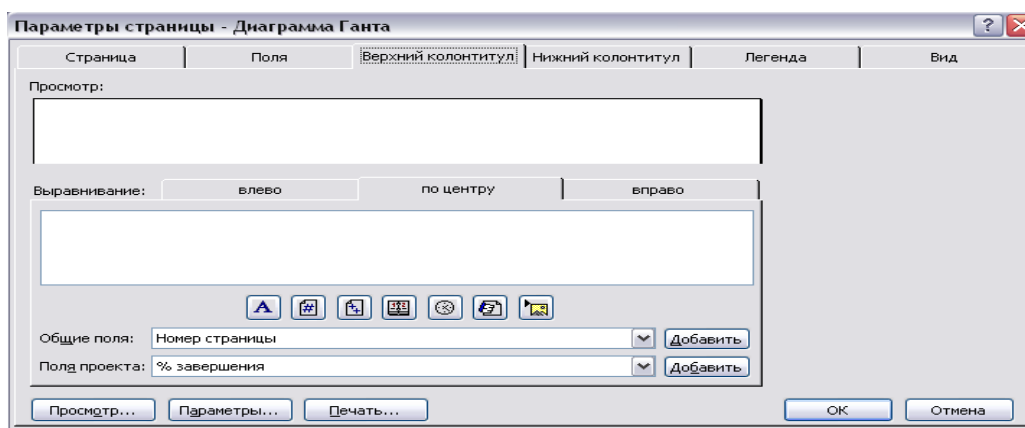 Параметры страницы - Диаграмма Ганта
Страница Поля Верхний колонтитул Нижний колонтитул Легенда Вид
Просмотр:
Выравнивание: влево по центру вправо
Общие поля: Номер страницы Добавить
Поля проекта: % завершения Добавить
Просмотр... Параметры... Печать... ОК Отмена